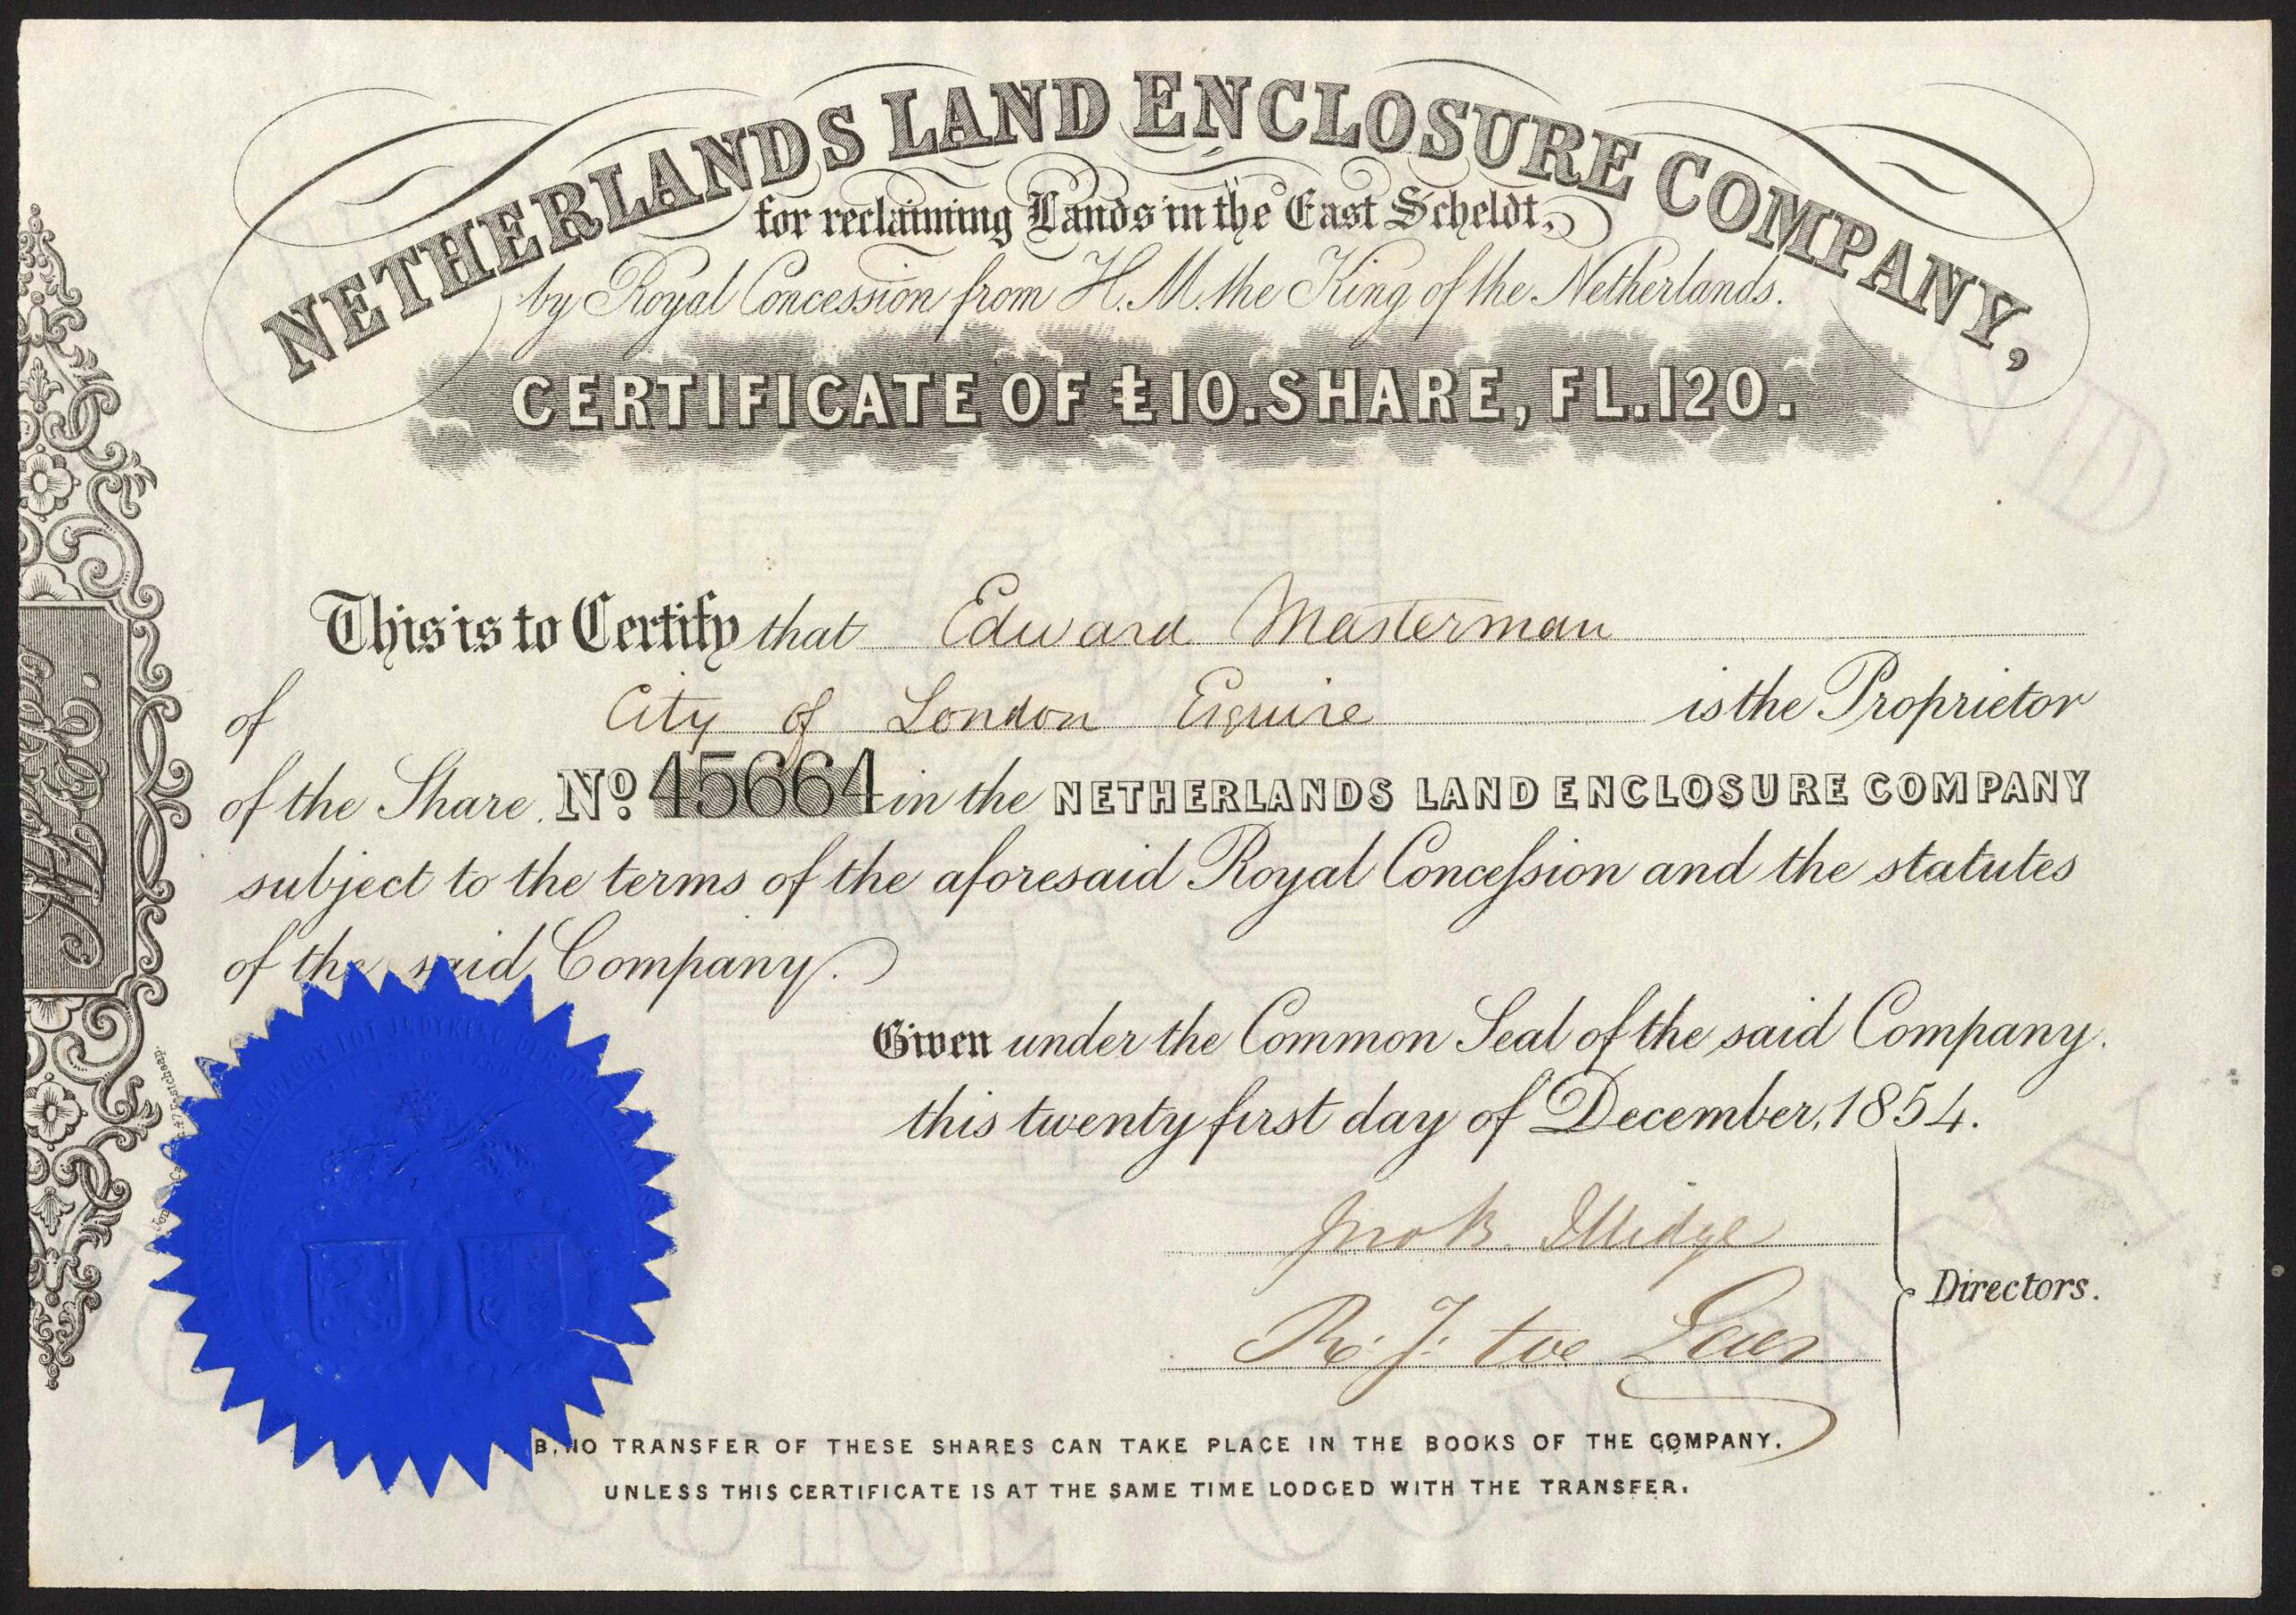 NETHERLANDS LAND ENCLOSURE COMPANY,
for reclaiming Lands in the East Scheldt,
by Royal Concession from H.M. the King of the Netherlands.
CERTIFICATE OF £10. SHARE, FL. 120.
This is to Certify that Edward Masterman
of City of London Esquire is the Proprietor
of the Share No. 45664 in the NETHERLANDS LAND ENCLOSURE COMPANY
subject to the terms of the aforesaid Royal Concession and the statutes
of the said Company.
Given under the Common Seal of the said Company.
this twenty first day of December, 1854.
Jno B. Illidge
R: J: toe Laer
Directors.
B. NO TRANSFER OF THESE SHARES CAN TAKE PLACE IN THE BOOKS OF THE COMPANY.
UNLESS THIS CERTIFICATE IS AT THE SAME TIME LODGED WITH THE TRANSFER.